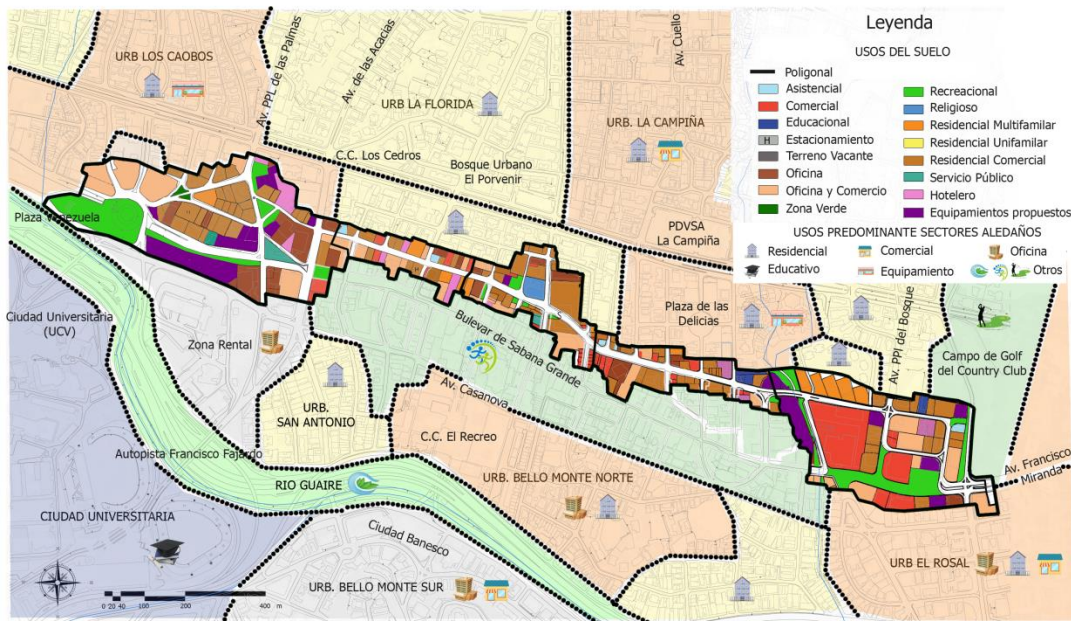 Leyenda
USOS DEL SUELO
Poligonal
Asistencial
Comercial
Educacional
H Estacionamiento
Terreno Vacante
Oficina
Oficina y Comercio
Zona Verde
Recreacional
Religioso
Residencial Multifamilar
Residencial Unifamilar
Residencial Comercial
Servicio Público
Hotelero
Equipamientos propuestos
USOS PREDOMINANTE SECTORES ALEDAÑOS
Residencial
Comercial
Oficina
Educativo
Equipamiento
Otros
URB LOS CAOBOS
Av. PPL de las Palmas
Av. de las Acacias
URB LA FLORIDA
Av. Cuello
URB. LA CAMPIÑA
C.C. Los Cedros
Bosque Urbano
El Porvenir
Plaza Venezuela
PDVSA
La Campiña
Plaza de las
Delicias
Av. PPl del Bosque
Campo de Golf
del Country Club
Ciudad Universitaria
(UCV)
Zona Rental
Bulevar de Sabana Grande
Av. Casanova
URB.
SAN ANTONIO
C.C. El Recreo
Autopista Francisco Fajardo
RIO GUAIRE
URB. BELLO MONTE NORTE
Av. Francisco
Miranda
CIUDAD UNIVERSITARIA
Ciudad Banesco
URB. BELLO MONTE SUR
URB EL ROSAL
0 20 40 100 200 400 m